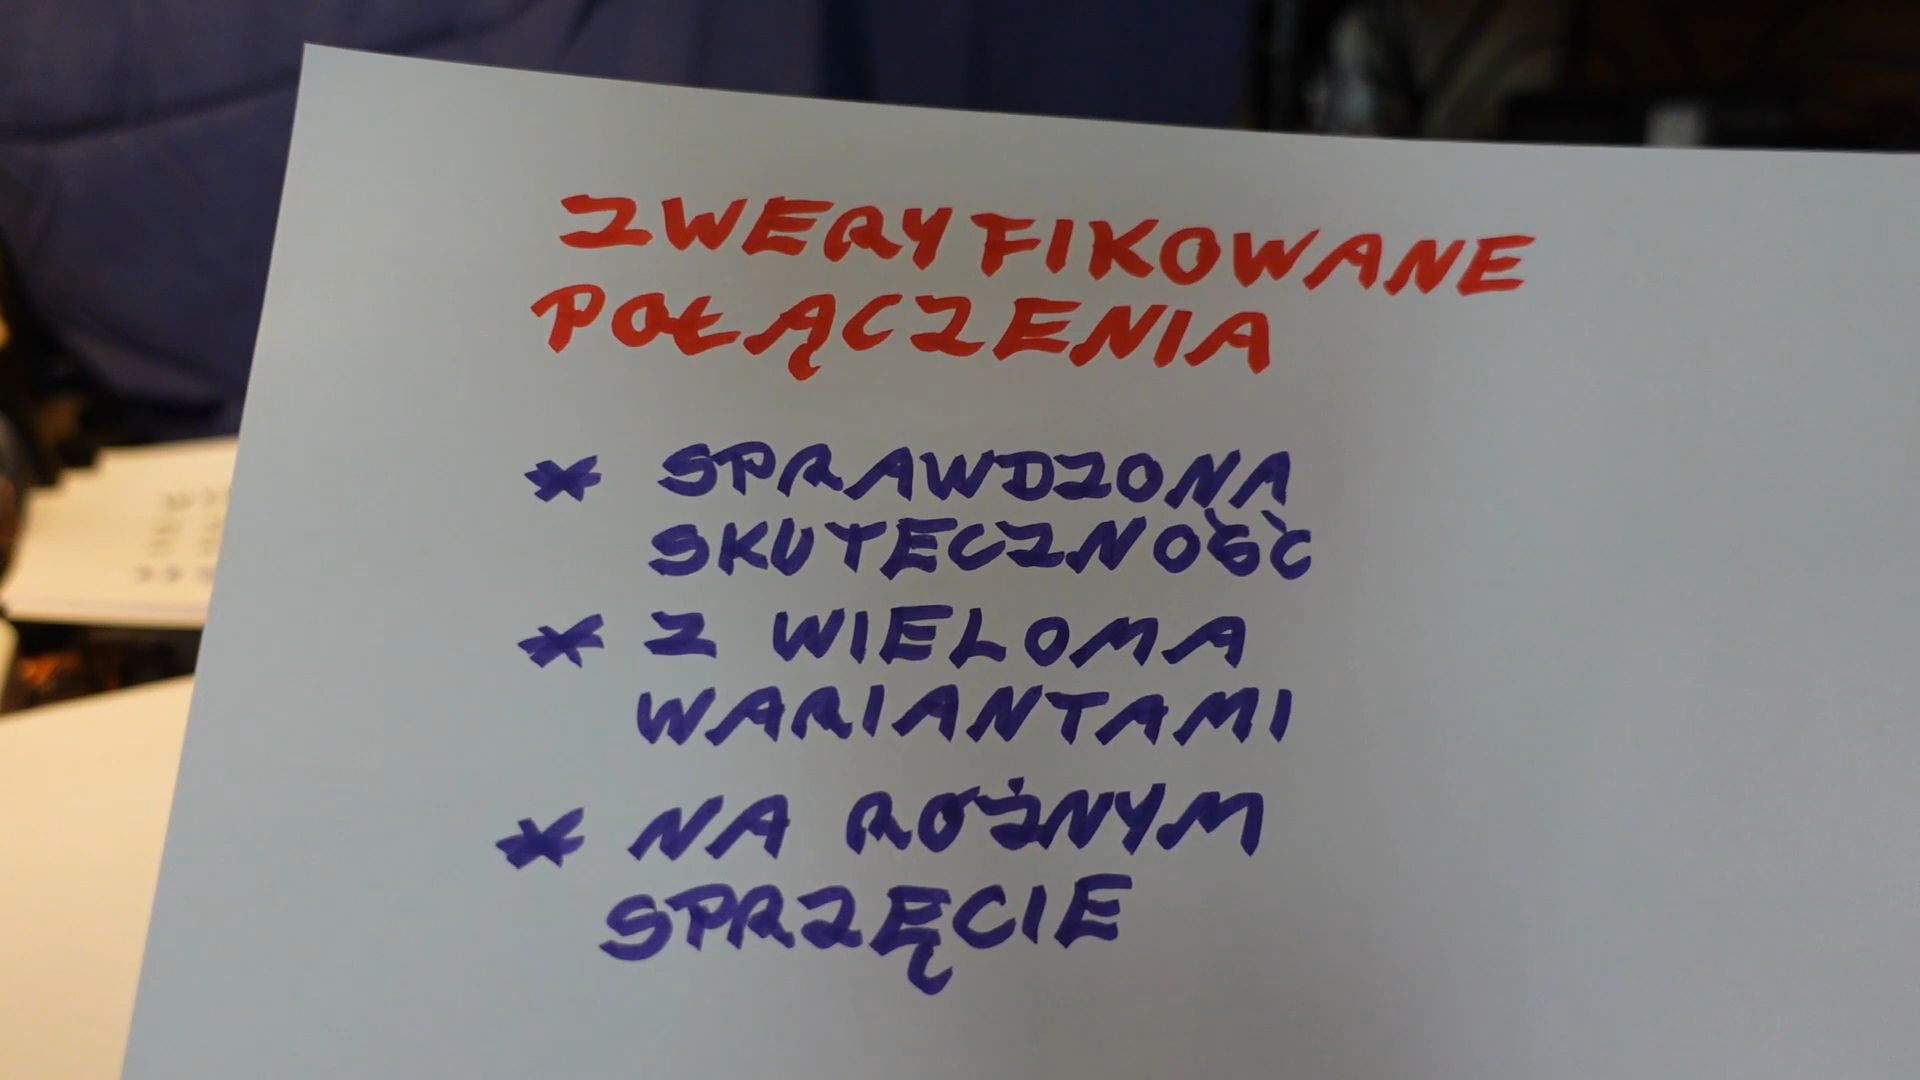 ZWERYFIKOWANE
POŁĄCZENIA
* SPRAWDZONA
SKUTECZNOŚĆ
* Z WIELOMA
WARIANTAMI
* NA RÓŻNYM
SPRZĘCIE